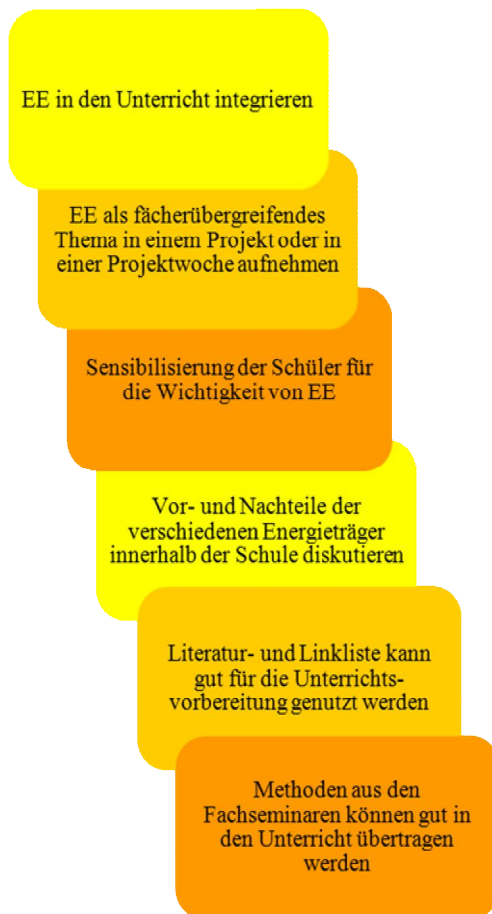 EE in den Unterricht integrieren
EE als fächerübergreifendes
Thema in einem Projekt oder in
einer Projektwoche aufnehmen
Sensibilisierung der Schüler für
die Wichtigkeit von EE
Vor- und Nachteile der
verschiedenen Energieträger
innerhalb der Schule diskutieren
Literatur- und Linkliste kann
gut für die Unterrichts-
vorbereitung genutzt werden
Methoden aus den
Fachseminaren können gut in
den Unterricht übertragen
werden